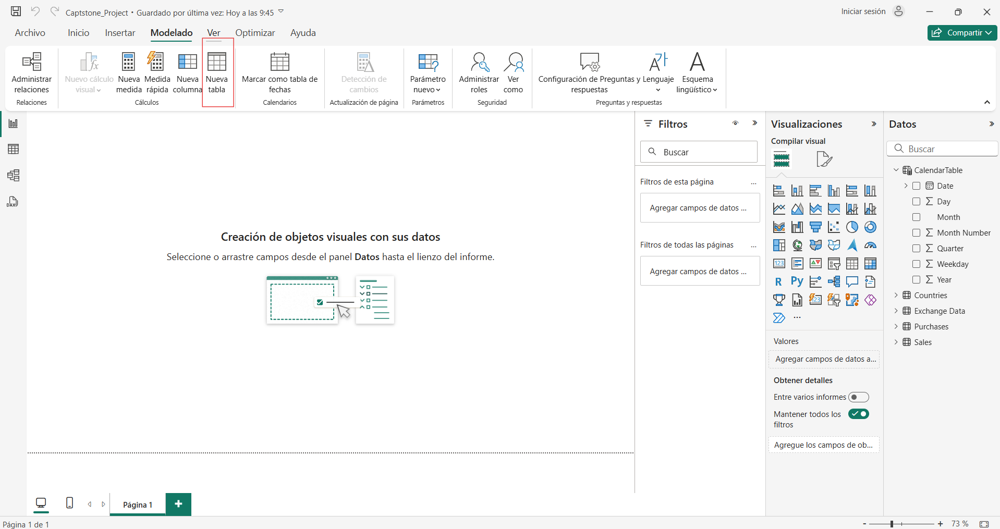 Captstone_Project • Guardado por última vez: Hoy a las 9:45
Iniciar sesión
Archivo
Inicio
Insertar
Modelado
Ver
Optimizar
Ayuda
Compartir
Administrar relaciones
Relaciones
Nuevo cálculo visual
Nueva medida
Medida rápida
Nueva columna
Nueva tabla
Cálculos
Marcar como tabla de fechas
Calendarios
Detección de cambios
Actualización de página
Parámetro nuevo
Parámetros
Administrar roles
Ver como
Seguridad
Configuración de Preguntas y respuestas
Lenguaje
Esquema lingüístico
Preguntas y respuestas
DAX
Creación de objetos visuales con sus datos
Seleccione o arrastre campos desde el panel Datos hasta el lienzo del informe.
Filtros
Buscar
Filtros de esta página
...
Agregar campos de datos ...
Filtros de todas las páginas
...
Agregar campos de datos ...
Visualizaciones
Compilar visual
123
R
Py
123
...
Valores
Agregar campos de datos a...
Obtener detalles
Entre varios informes
Mantener todos los
filtros
Agregue los campos de ob...
Datos
Buscar
CalendarTable
Date
Day
Month
Month Number
Quarter
Weekday
Year
Countries
Exchange Data
Purchases
Sales
Página 1
Página 1 de 1
- + 73 %